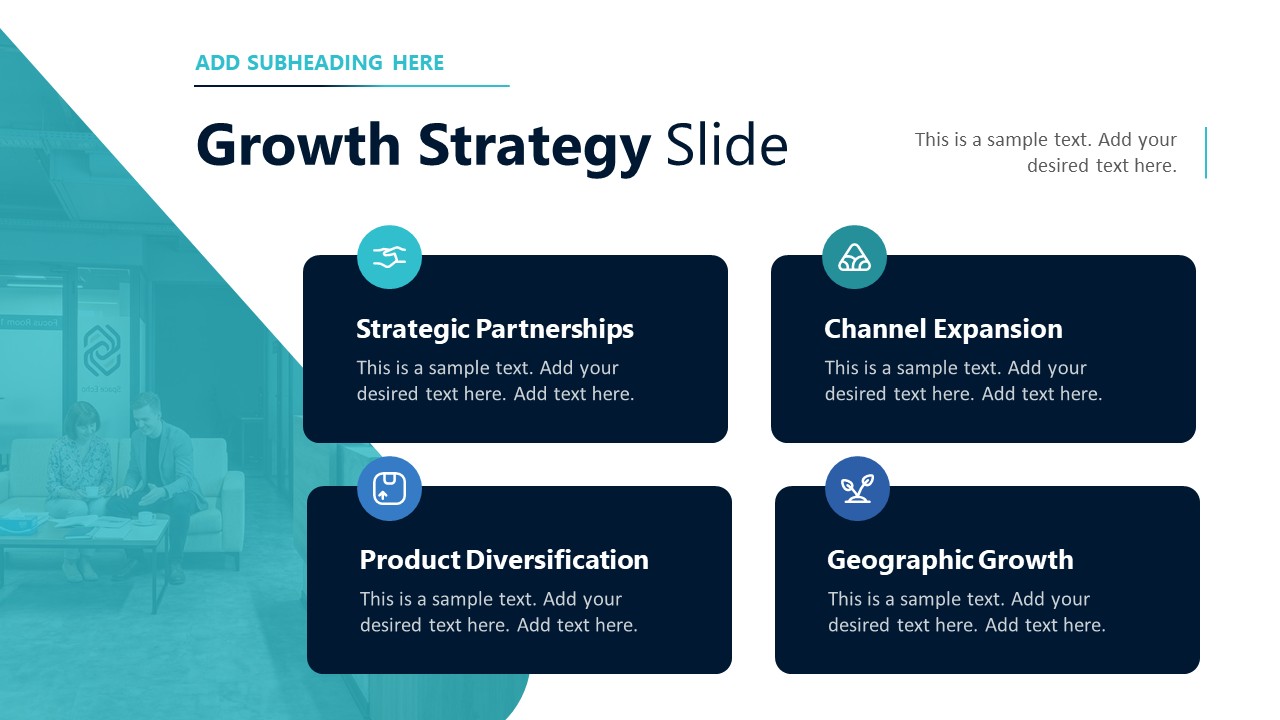 ADD SUBHEADING HERE
Growth Strategy Slide
This is a sample text. Add your
desired text here.
Strategic Partnerships
This is a sample text. Add your
desired text here. Add text here.
Channel Expansion
This is a sample text. Add your
desired text here. Add text here.
Product Diversification
This is a sample text. Add your
desired text here. Add text here.
Geographic Growth
This is a sample text. Add your
desired text here. Add text here.